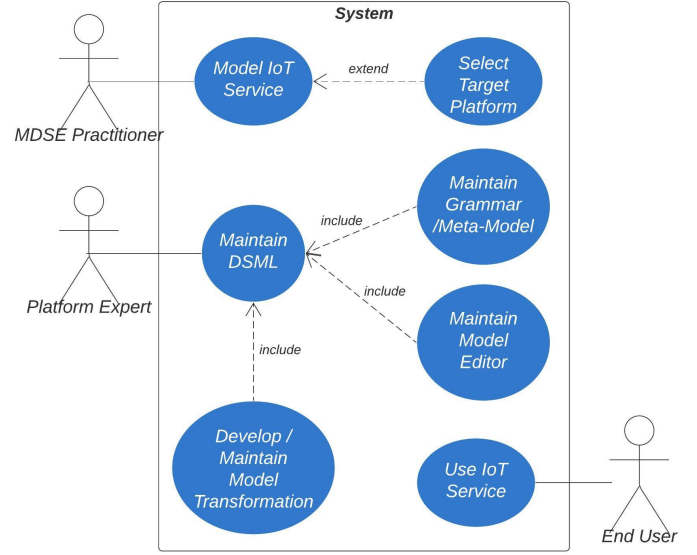 System
Model IoT
Service
extend
Select
Target
Platform
MDSE Practitioner
Maintain
Grammar
/Meta-Model
include
Maintain
DSML
include
Platform Expert
Maintain
Model
Editor
include
Develop /
Maintain
Model
Transformation
Use IoT
Service
End User